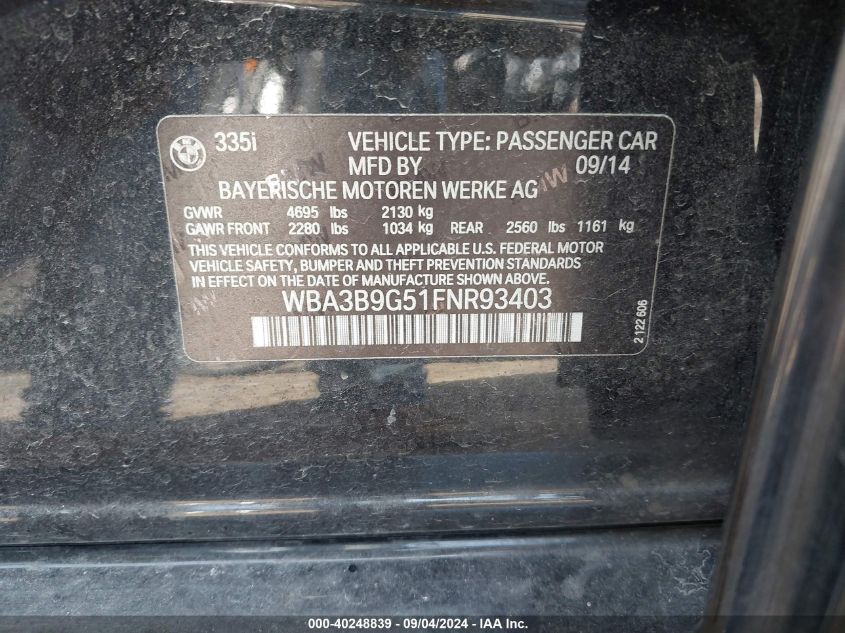 335i VEHICLE TYPE: PASSENGER CAR
MFD BY 09/14
BAYERISCHE MOTOREN WERKE AG
GVWR 4695 lbs 2130 kg
GAWR FRONT 2280 lbs 1034 kg REAR 2560 lbs 1161 kg
THIS VEHICLE CONFORMS TO ALL APPLICABLE U.S. FEDERAL MOTOR
VEHICLE SAFETY, BUMPER AND THEFT PREVENTION STANDARDS
IN EFFECT ON THE DATE OF MANUFACTURE SHOWN ABOVE.
WBA3B9G51FNR93403
2 122 606
000-40248839 - 09/04/2024 - IAA Inc.